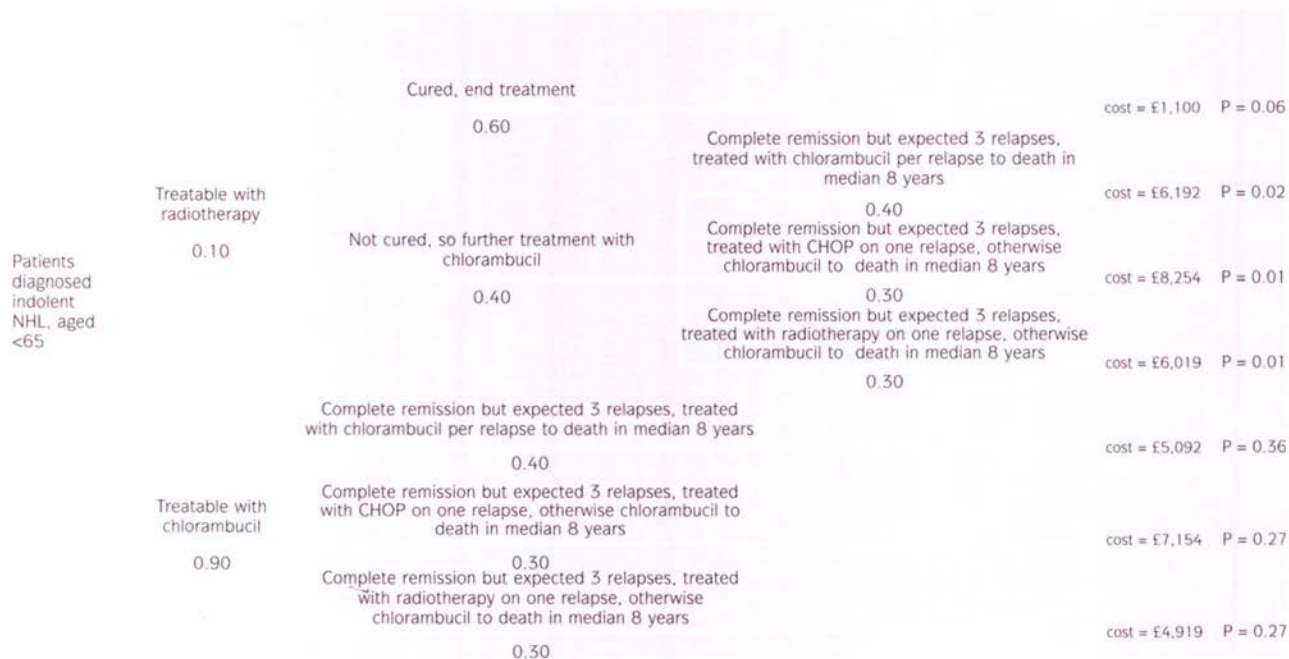 Cured, end treatment
0.60
cost = £1,100 P = 0.06
Complete remission but expected 3 relapses,
treated with chlorambucil per relapse to death in
median 8 years
0.40
cost = £6,192 P = 0.02
Treatable with
radiotherapy
0.10
Not cured, so further treatment with
chlorambucil
0.40
Complete remission but expected 3 relapses,
treated with CHOP on one relapse, otherwise
chlorambucil to death in median 8 years
0.30
cost = £8,254 P = 0.01
Patients
diagnosed
indolent
NHL, aged
<65
Complete remission but expected 3 relapses,
treated with radiotherapy on one relapse, otherwise
chlorambucil to death in median 8 years
0.30
cost = £6,019 P = 0.01
Complete remission but expected 3 relapses, treated
with chlorambucil per relapse to death in median 8 years
0.40
cost = £5,092 P = 0.36
Treatable with
chlorambucil
0.90
Complete remission but expected 3 relapses, treated
with CHOP on one relapse, otherwise chlorambucil to
death in median 8 years
0.30
cost = £7,154 P = 0.27
Complete remission but expected 3 relapses, treated
with radiotherapy on one relapse, otherwise
chlorambucil to death in median 8 years
0.30
cost = £4,919 P = 0.27